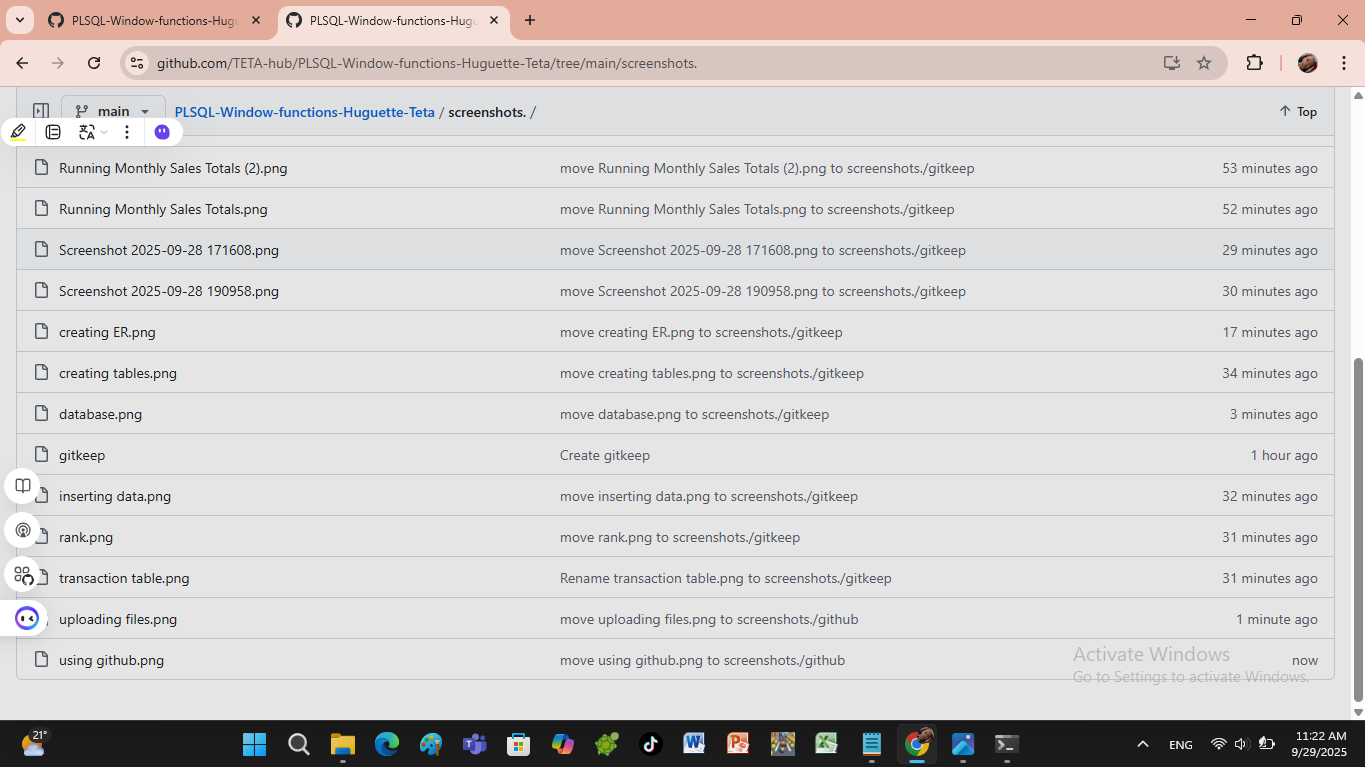 PLSQL-Window-functions-Hugu
PLSQL-Window-functions-Hugu
github.com/TETA-hub/PLSQL-Window-functions-Huguette-Teta/tree/main/screenshots.
main PLSQL-Window-functions-Huguette-Teta / screenshots. / Top
Running Monthly Sales Totals (2).png move Running Monthly Sales Totals (2).png to screenshots./gitkeep 53 minutes ago
Running Monthly Sales Totals.png move Running Monthly Sales Totals.png to screenshots./gitkeep 52 minutes ago
Screenshot 2025-09-28 171608.png move Screenshot 2025-09-28 171608.png to screenshots./gitkeep 29 minutes ago
Screenshot 2025-09-28 190958.png move Screenshot 2025-09-28 190958.png to screenshots./gitkeep 30 minutes ago
creating ER.png move creating ER.png to screenshots./gitkeep 17 minutes ago
creating tables.png move creating tables.png to screenshots./gitkeep 34 minutes ago
database.png move database.png to screenshots./gitkeep 3 minutes ago
gitkeep Create gitkeep 1 hour ago
inserting data.png move inserting data.png to screenshots./gitkeep 32 minutes ago
rank.png move rank.png to screenshots./gitkeep 31 minutes ago
transaction table.png Rename transaction table.png to screenshots./gitkeep 31 minutes ago
uploading files.png move uploading files.png to screenshots./github 1 minute ago
using github.png move using github.png to screenshots./github now
Activate Windows
Go to Settings to activate Windows.
21°
ENG
11:22 AM
9/29/2025